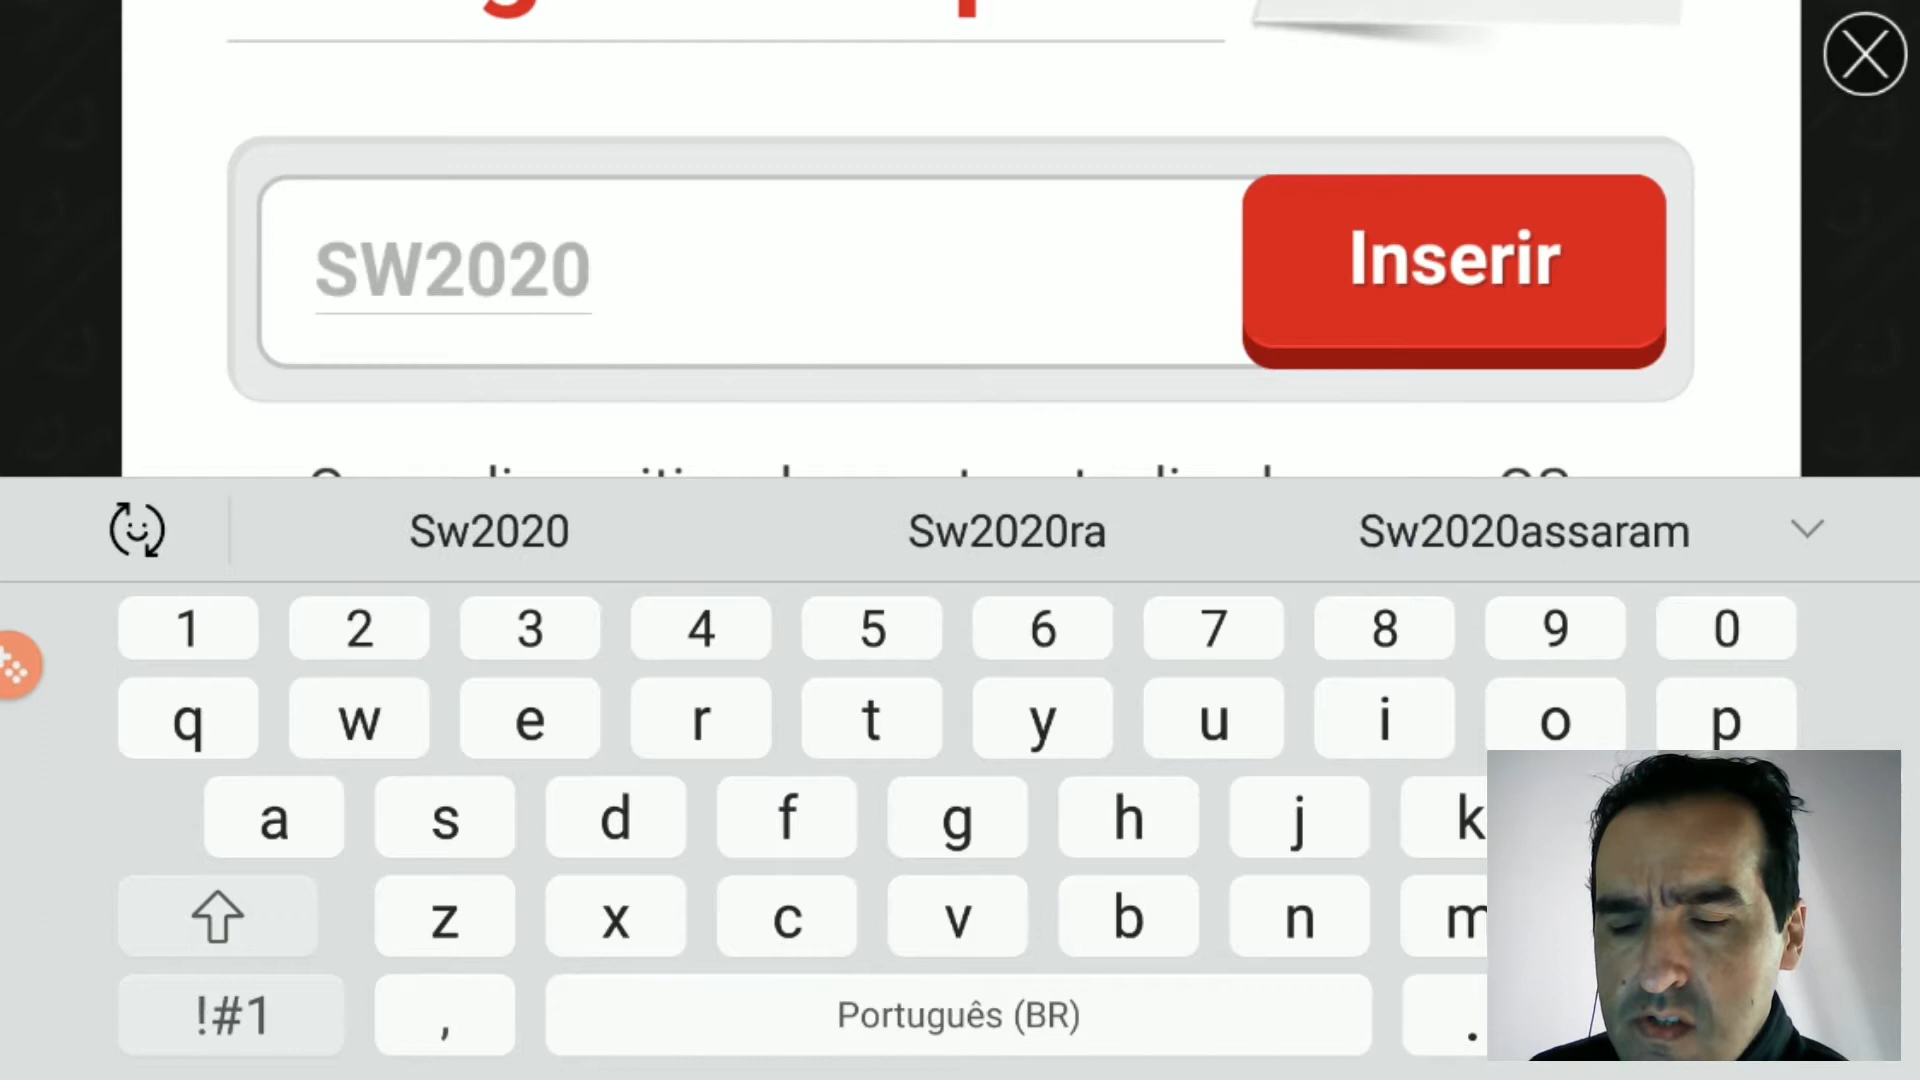 SW2020
Inserir
Sw2020 Sw2020ra Sw2020assaram
1 2 3 4 5 6 7 8 9 0
q w e r t y u i o p
a s d f g h j k
z x c v b n m
!#1 , Português (BR) .